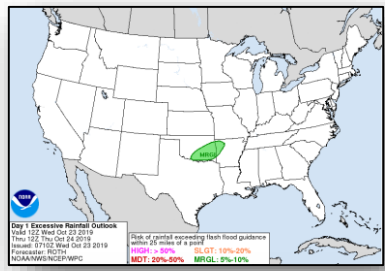 MRGL
NOAA
Day 1 Excessive Rainfall Outlook
Valid 12Z Wed Oct 23 2019
Thru 12Z Thu Oct 24 2019
Issued: 0710Z Wed Oct 23 2019
Forecaster: ROTH
NOAA/NWS/NCEP/WPC
Risk of rainfall exceeding flash flood guidance
within 25 miles of a point
HIGH: > 50% SLGT: 10%-20%
MDT: 20%-50% MRGL: 5%-10%